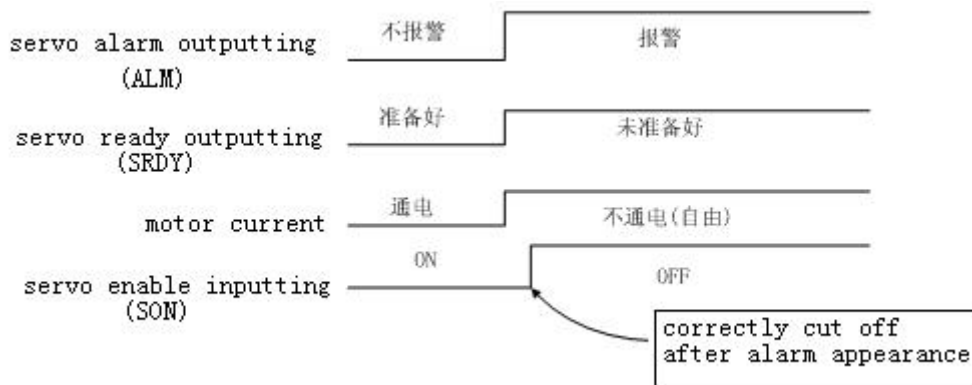 servo alarm outputting
(ALM)
不报警
报警
servo ready outputting
(SRDY)
准备好
未准备好
motor current
通电
不通电(自由)
servo enable inputting
(SON)
ON
OFF
correctly cut off
after alarm appearance